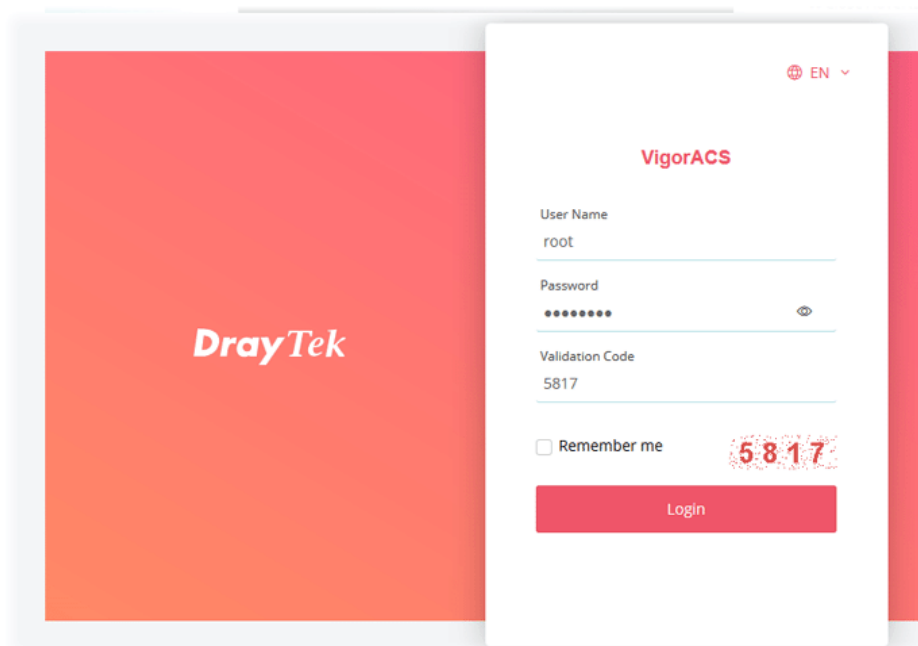 EN
VigorACS
User Name
root
Password
••••••••
Validation Code
5817
DrayTek
Remember me
5817
Login